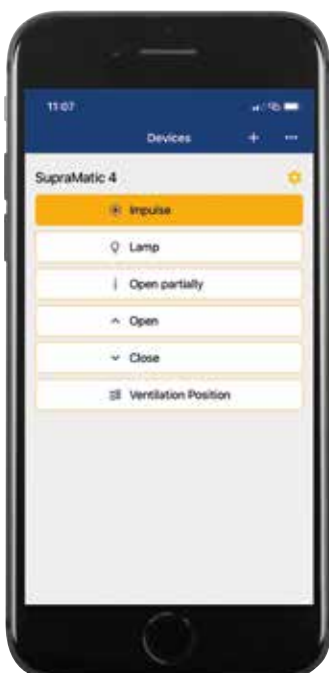 11:07
Devices
SupraMatic 4
Impulse
Lamp
Open partially
Open
Close
Ventilation Position